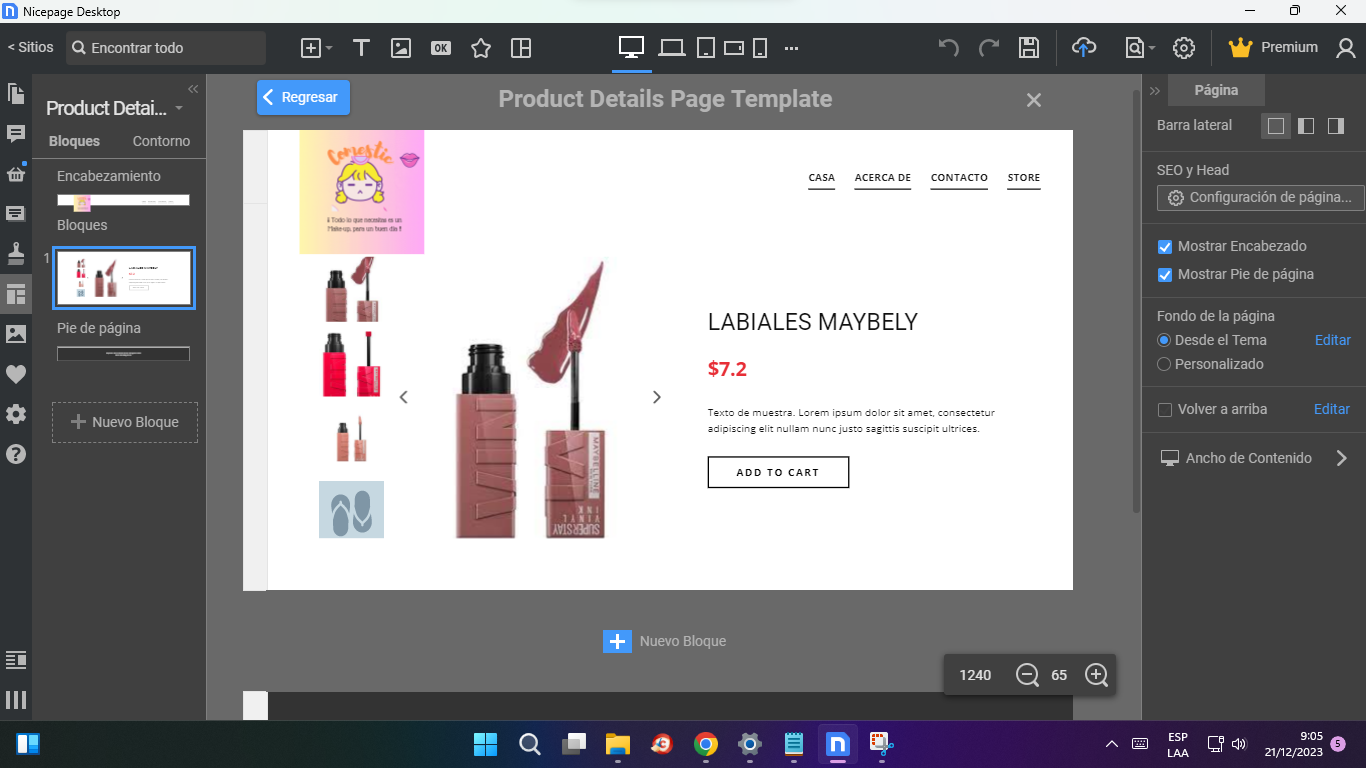 Nicepage Desktop
< Sitios
Encontrar todo
OK
Premium
Product Detai...
Bloques
Contorno
Encabezamiento
Bloques
1
Pie de página
Nuevo Bloque
Regresar
Product Details Page Template
Comestic
Todo lo que necesitas es un
Make-up, para un buen día !!
CASA
ACERCA DE
CONTACTO
STORE
MAYBELLINE
SUPERSTAY
VINYL
INK
LABIALES MAYBELY
$7.2
Texto de muestra. Lorem ipsum dolor sit amet, consectetur
adipiscing elit nullam nunc justo sagittis suscipit ultrices.
ADD TO CART
Nuevo Bloque
1240
65
Página
Barra lateral
SEO y Head
Configuración de página...
Mostrar Encabezado
Mostrar Pie de página
Fondo de la página
Desde el Tema
Editar
Personalizado
Volver a arriba
Editar
Ancho de Contenido
ESP
LAA
9:05
21/12/2023
5